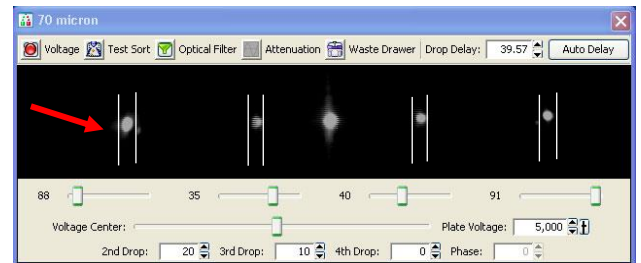 70 micron
Voltage Test Sort Optical Filter Attenuation Waste Drawer Drop Delay: 39.57 Auto Delay
88 35 40 91
Voltage Center: Plate Voltage: 5,000
2nd Drop: 20 3rd Drop: 10 4th Drop: 0 Phase: 0